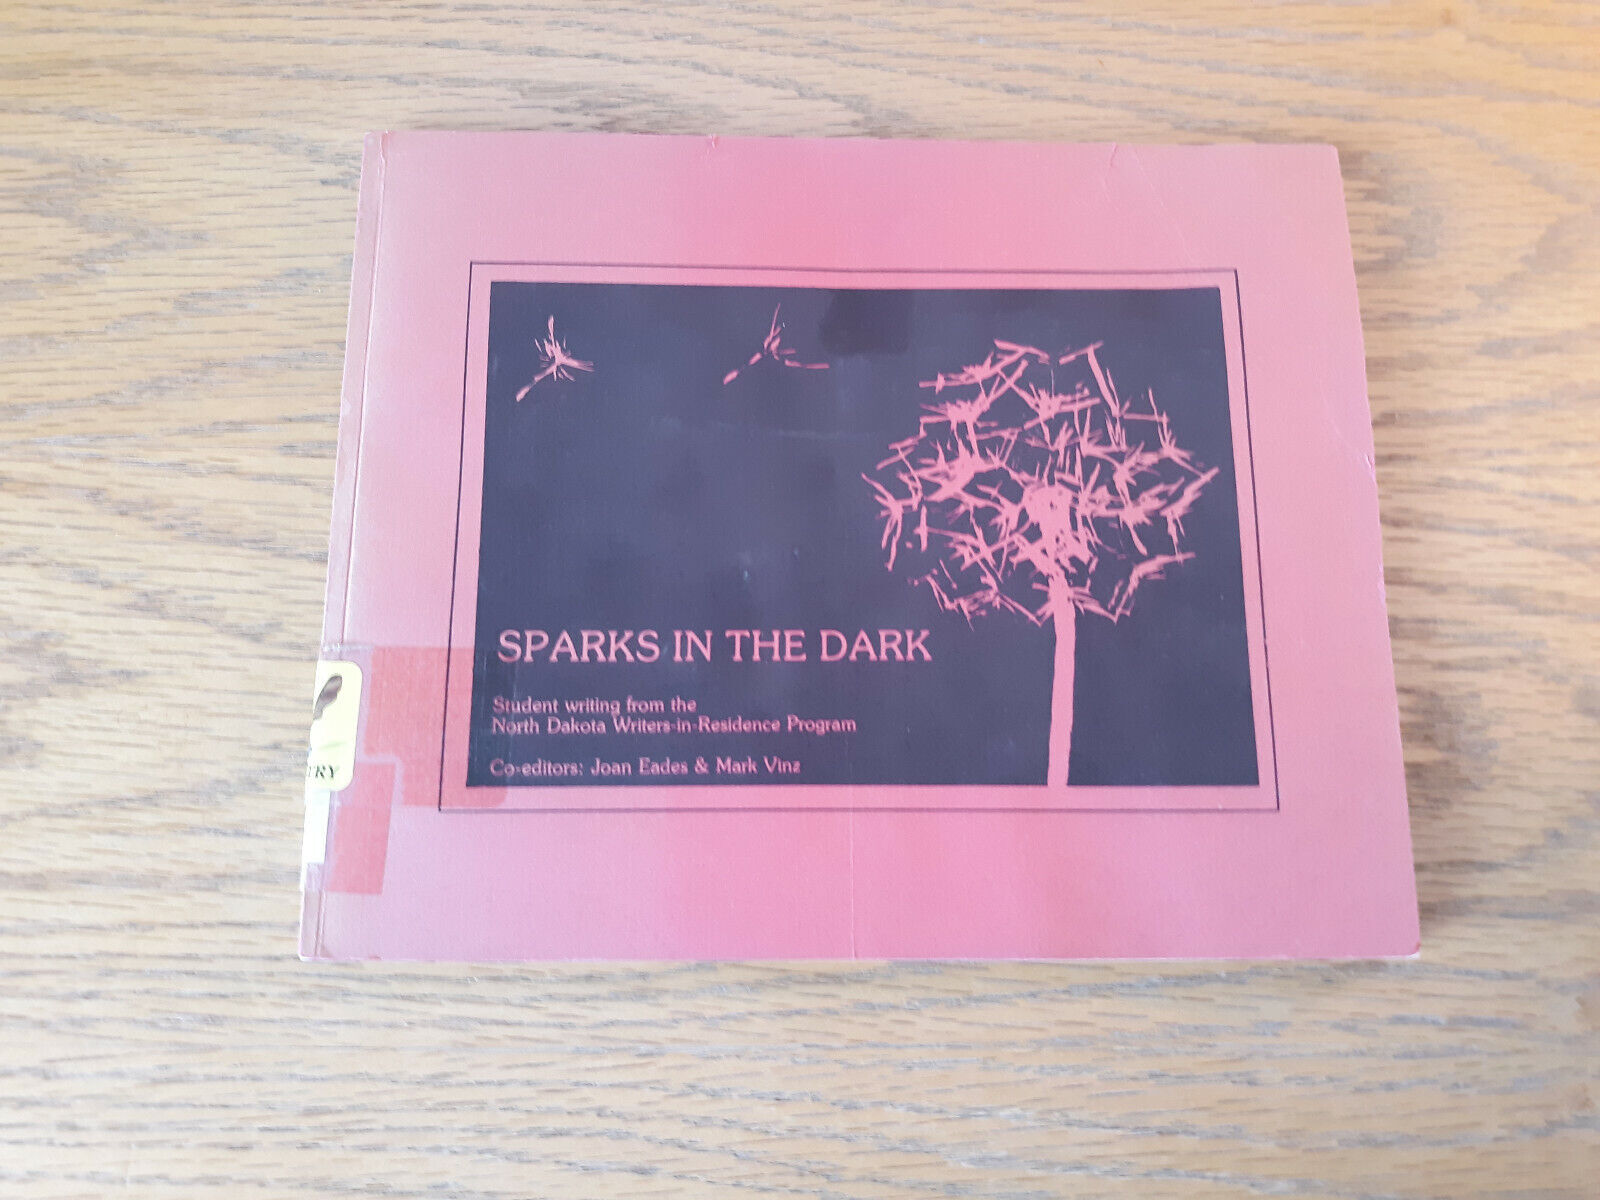 SPARKS IN THE DARK
Student writing from the
North Dakota Writers-in-Residence Program
Co-editors: Joan Eades & Mark Vinz
TRY